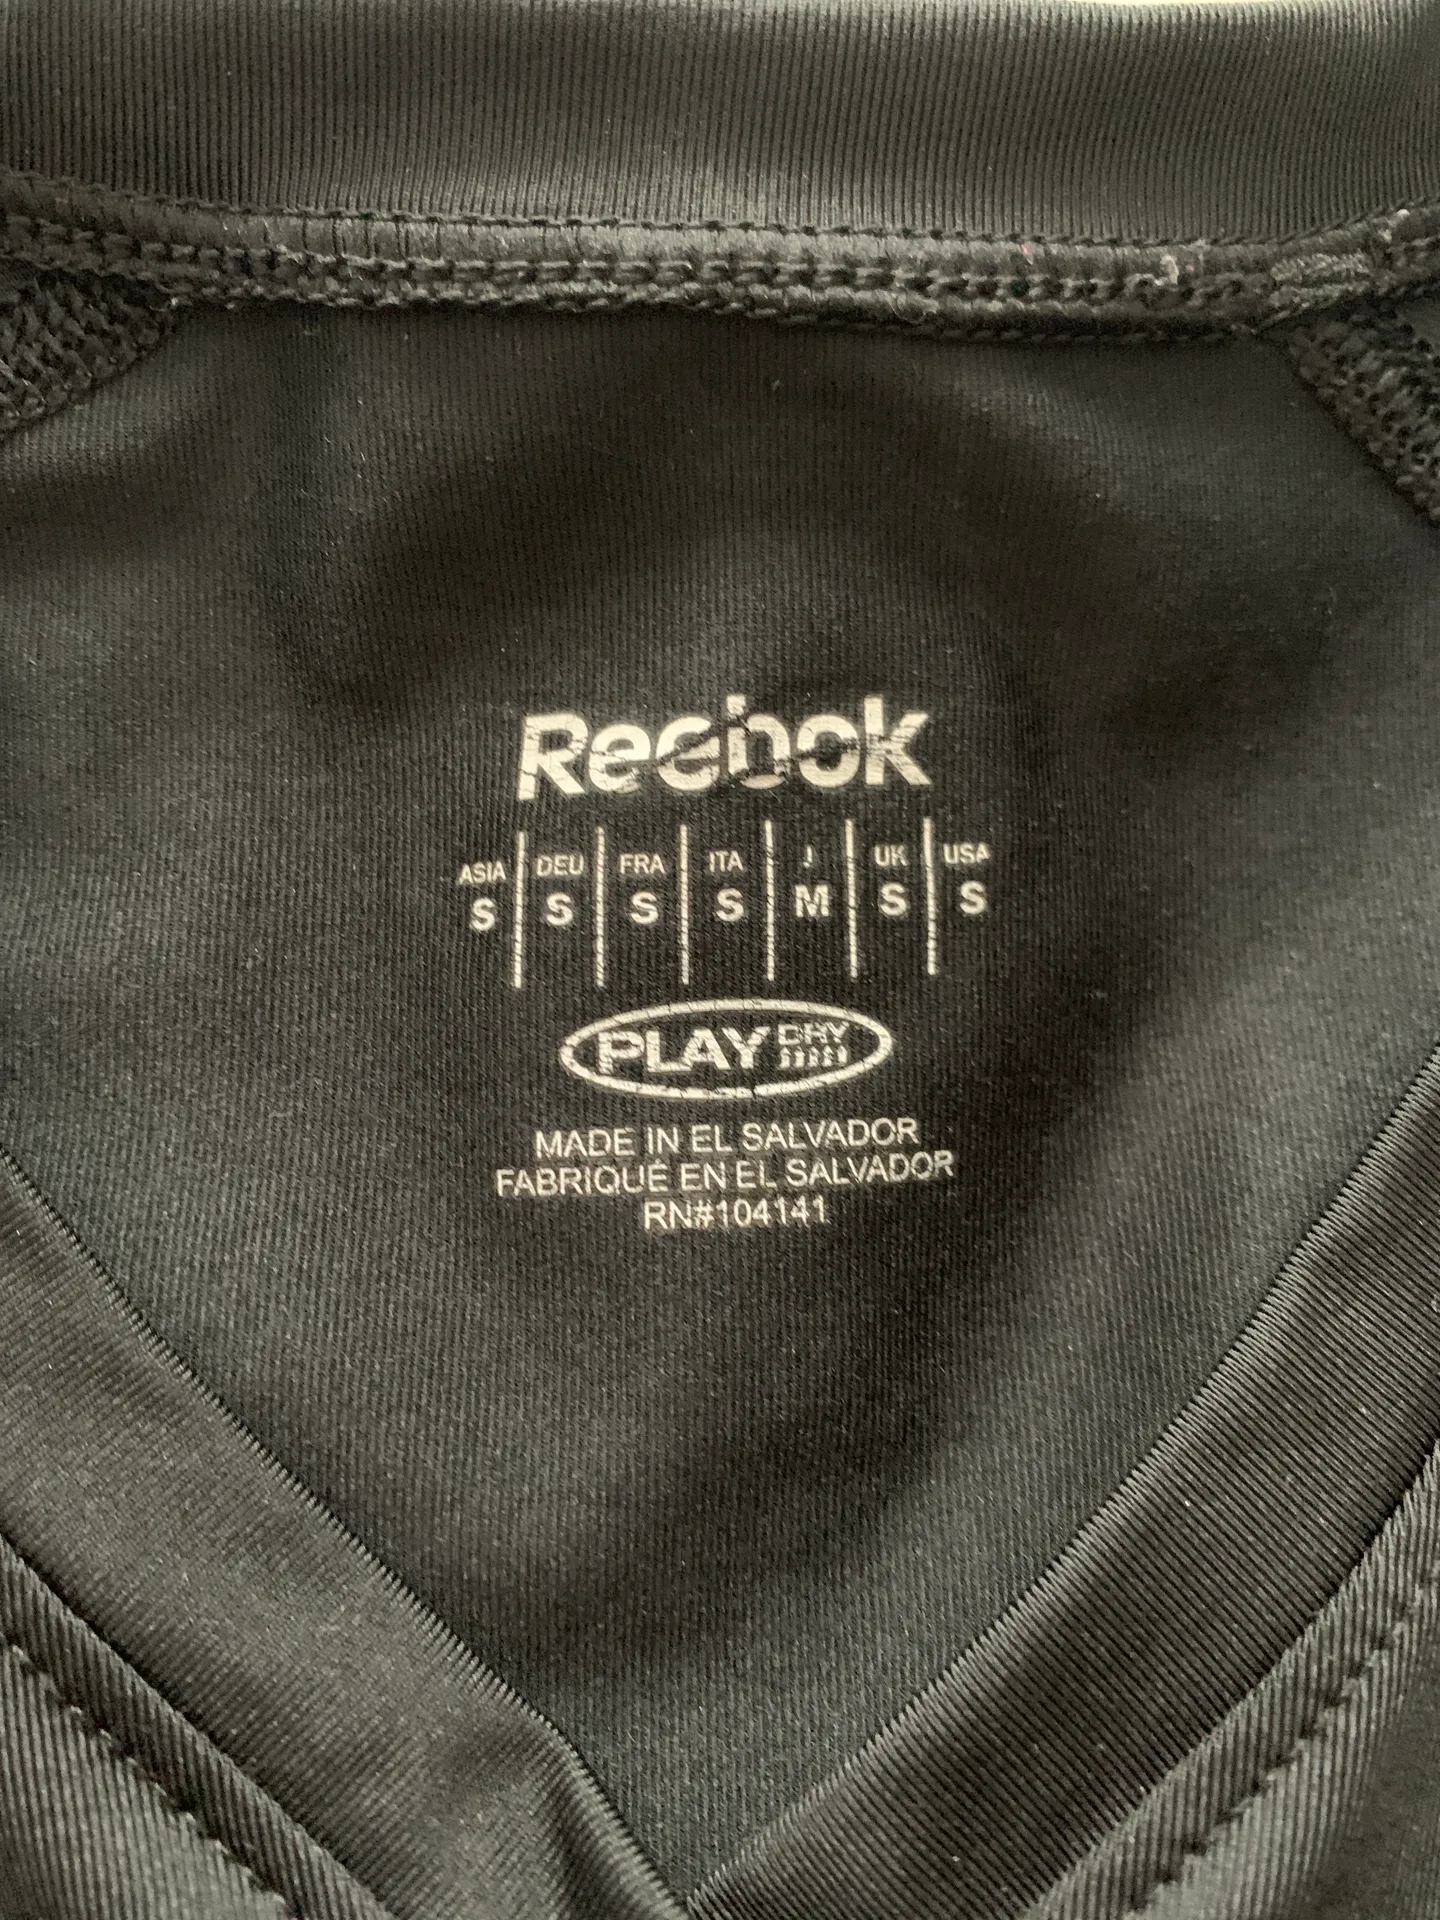 Reebok
ASIA DEU FRA ITA J UK USA
S S S S M S S
PLAY DRY
MADE IN EL SALVADOR
FABRIQUÉ EN EL SALVADOR
RN#104141